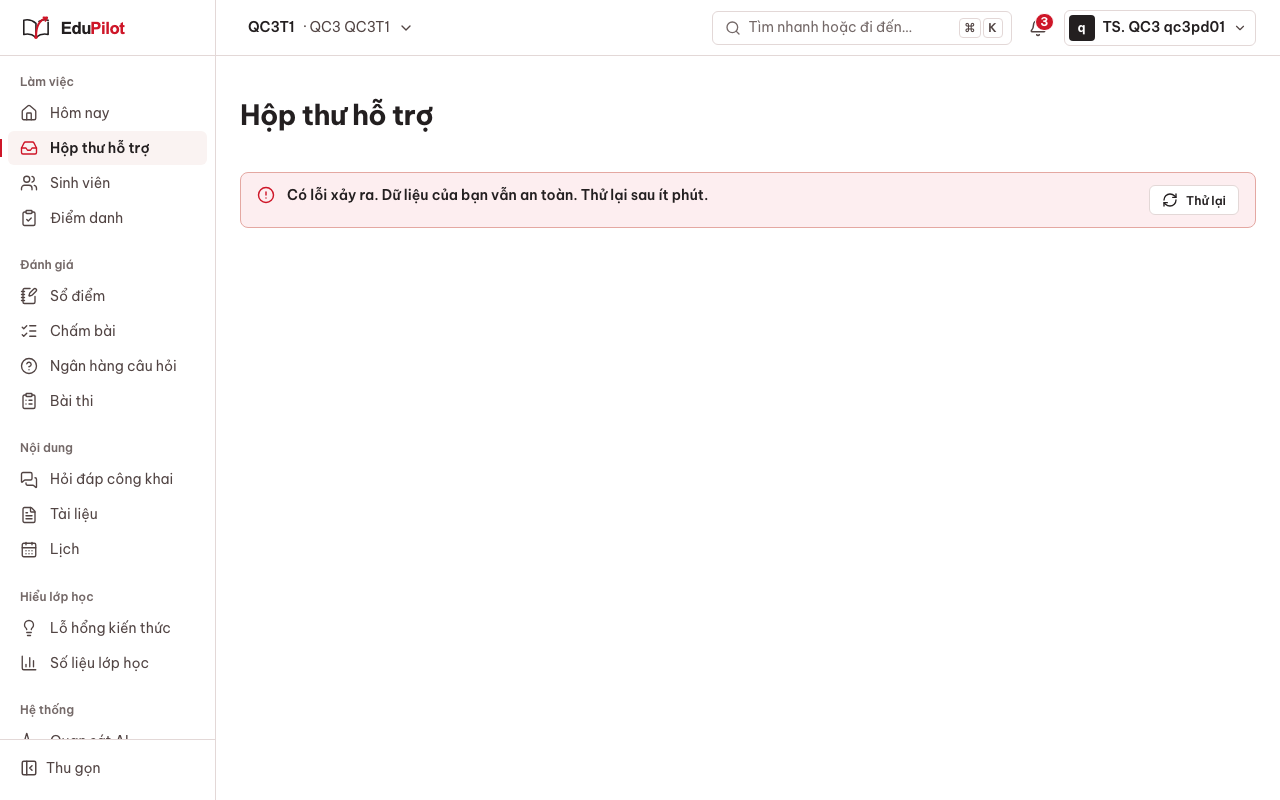 EduPilot
QC3T1 · QC3 QC3T1
Tìm nhanh hoặc đi đến...
⌘ K
3
q
TS. QC3 qc3pd01
Làm việc
Hôm nay
Hộp thư hỗ trợ
Sinh viên
Điểm danh
Đánh giá
Sổ điểm
Chấm bài
Ngân hàng câu hỏi
Bài thi
Nội dung
Hỏi đáp công khai
Tài liệu
Lịch
Hiểu lớp học
Lỗ hổng kiến thức
Số liệu lớp học
Hệ thống
Thu gọn
Hộp thư hỗ trợ
Có lỗi xảy ra. Dữ liệu của bạn vẫn an toàn. Thử lại sau ít phút.
Thử lại